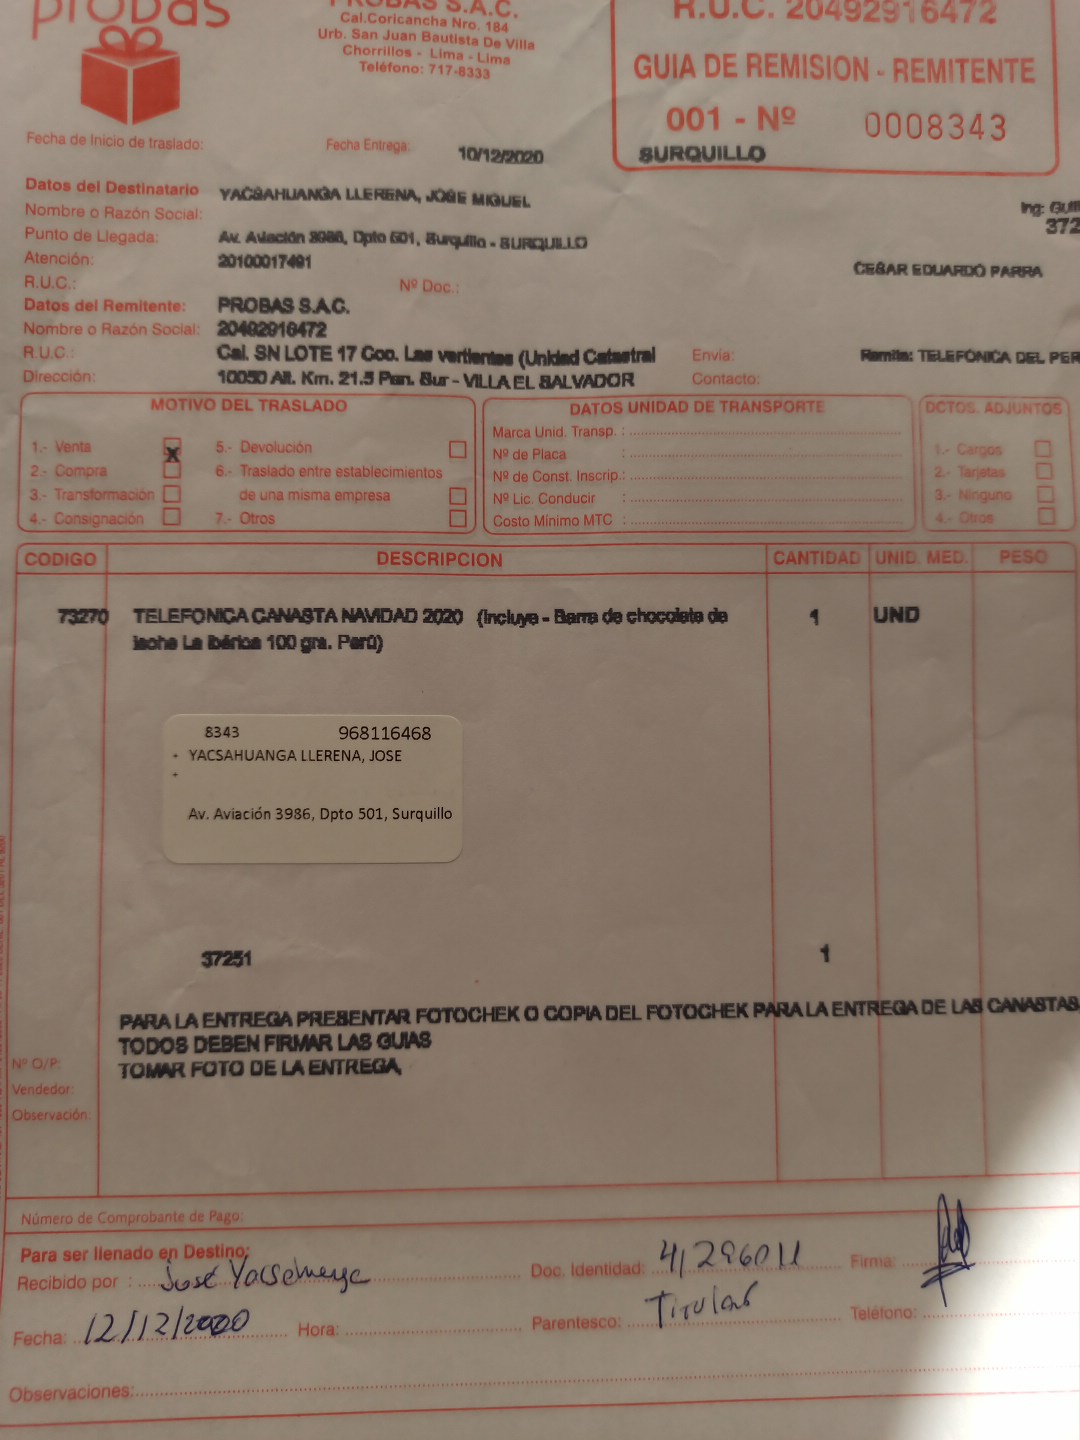 probas
PROBAS S.A.C.
Cal.Coricancha Nro. 184
Urb. San Juan Bautista De Villa
Chorrillos - Lima - Lima
Teléfono: 717-8333
R.U.C. 20492916472
GUIA DE REMISION - REMITENTE
001 - Nº 0008343
SURQUILLO
Fecha de Inicio de traslado:
Fecha Entrega: 10/12/2020
Datos del Destinatario YACSAHUANGA LLERENA, JOSE MIGUEL
Nombre o Razón Social:
Ing: Guill
372
Punto de Llegada: Av. Aviación 3986, Dpto 501, Surquillo - SURQUILLO
Atención: 20100017491
CESAR EDUARDO PARRA
R.U.C.: Nº Doc.:
Datos del Remitente: PROBAS S.A.C.
Nombre o Razón Social: 20492916472
R.U.C.: Cal. SN LOTE 17 Coo. Las vertientes (Unidad Catastral Envia: Remite: TELEFÓNICA DEL PER
Dirección: 10050 Alt. Km. 21.5 Pan. Sur - VILLA EL SALVADOR Contacto:
MOTIVO DEL TRASLADO
1.- Venta X
2.- Compra
3.- Transformación
4.- Consignación
5.- Devolución
6.- Traslado entre establecimientos
de una misma empresa
7.- Otros
DATOS UNIDAD DE TRANSPORTE
Marca Unid. Transp. :
Nº de Placa :
Nº de Const. Inscrip.:
Nº Lic. Conducir :
Costo Mínimo MTC :
DCTOS. ADJUNTOS
1.- Cargos
2.- Tarjetas
3.- Ninguno
4.- Otros
CODIGO DESCRIPCION CANTIDAD UNID. MED. PESO
73270 TELEFONICA CANASTA NAVIDAD 2020 (Incluye - Barra de chocolate de 1 UND
leche La Ibérica 100 grs. Perú)
8343 968116468
YACSAHUANGA LLERENA, JOSE
Av. Aviación 3986, Dpto 501, Surquillo
37251 1
PARA LA ENTREGA PRESENTAR FOTOCHEK O COPIA DEL FOTOCHEK PARA LA ENTREGA DE LAS CANASTAS
TODOS DEBEN FIRMAR LAS GUIAS
TOMAR FOTO DE LA ENTREGA,
Nº O/P:
Vendedor:
Observación:
Número de Comprobante de Pago:
Para ser llenado en Destino:
Recibido por : José Yacsahuanga Doc. Identidad: 41296011 Firma:
Fecha: 12/12/2020 Hora: Parentesco: Titular Teléfono:
Observaciones: